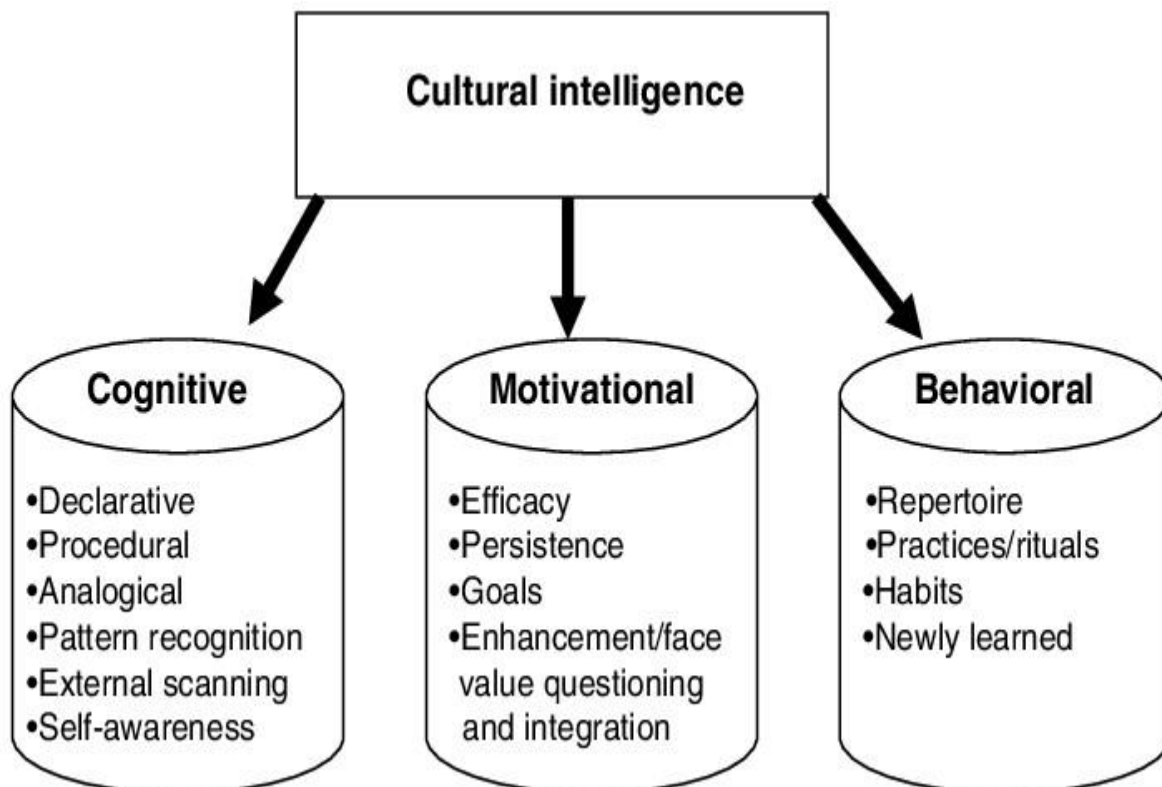 Cultural intelligence
Cognitive
•Declarative
•Procedural
•Analogical
•Pattern recognition
•External scanning
•Self-awareness
Motivational
•Efficacy
•Persistence
•Goals
•Enhancement/face
value questioning
and integration
Behavioral
•Repertoire
•Practices/rituals
•Habits
•Newly learned